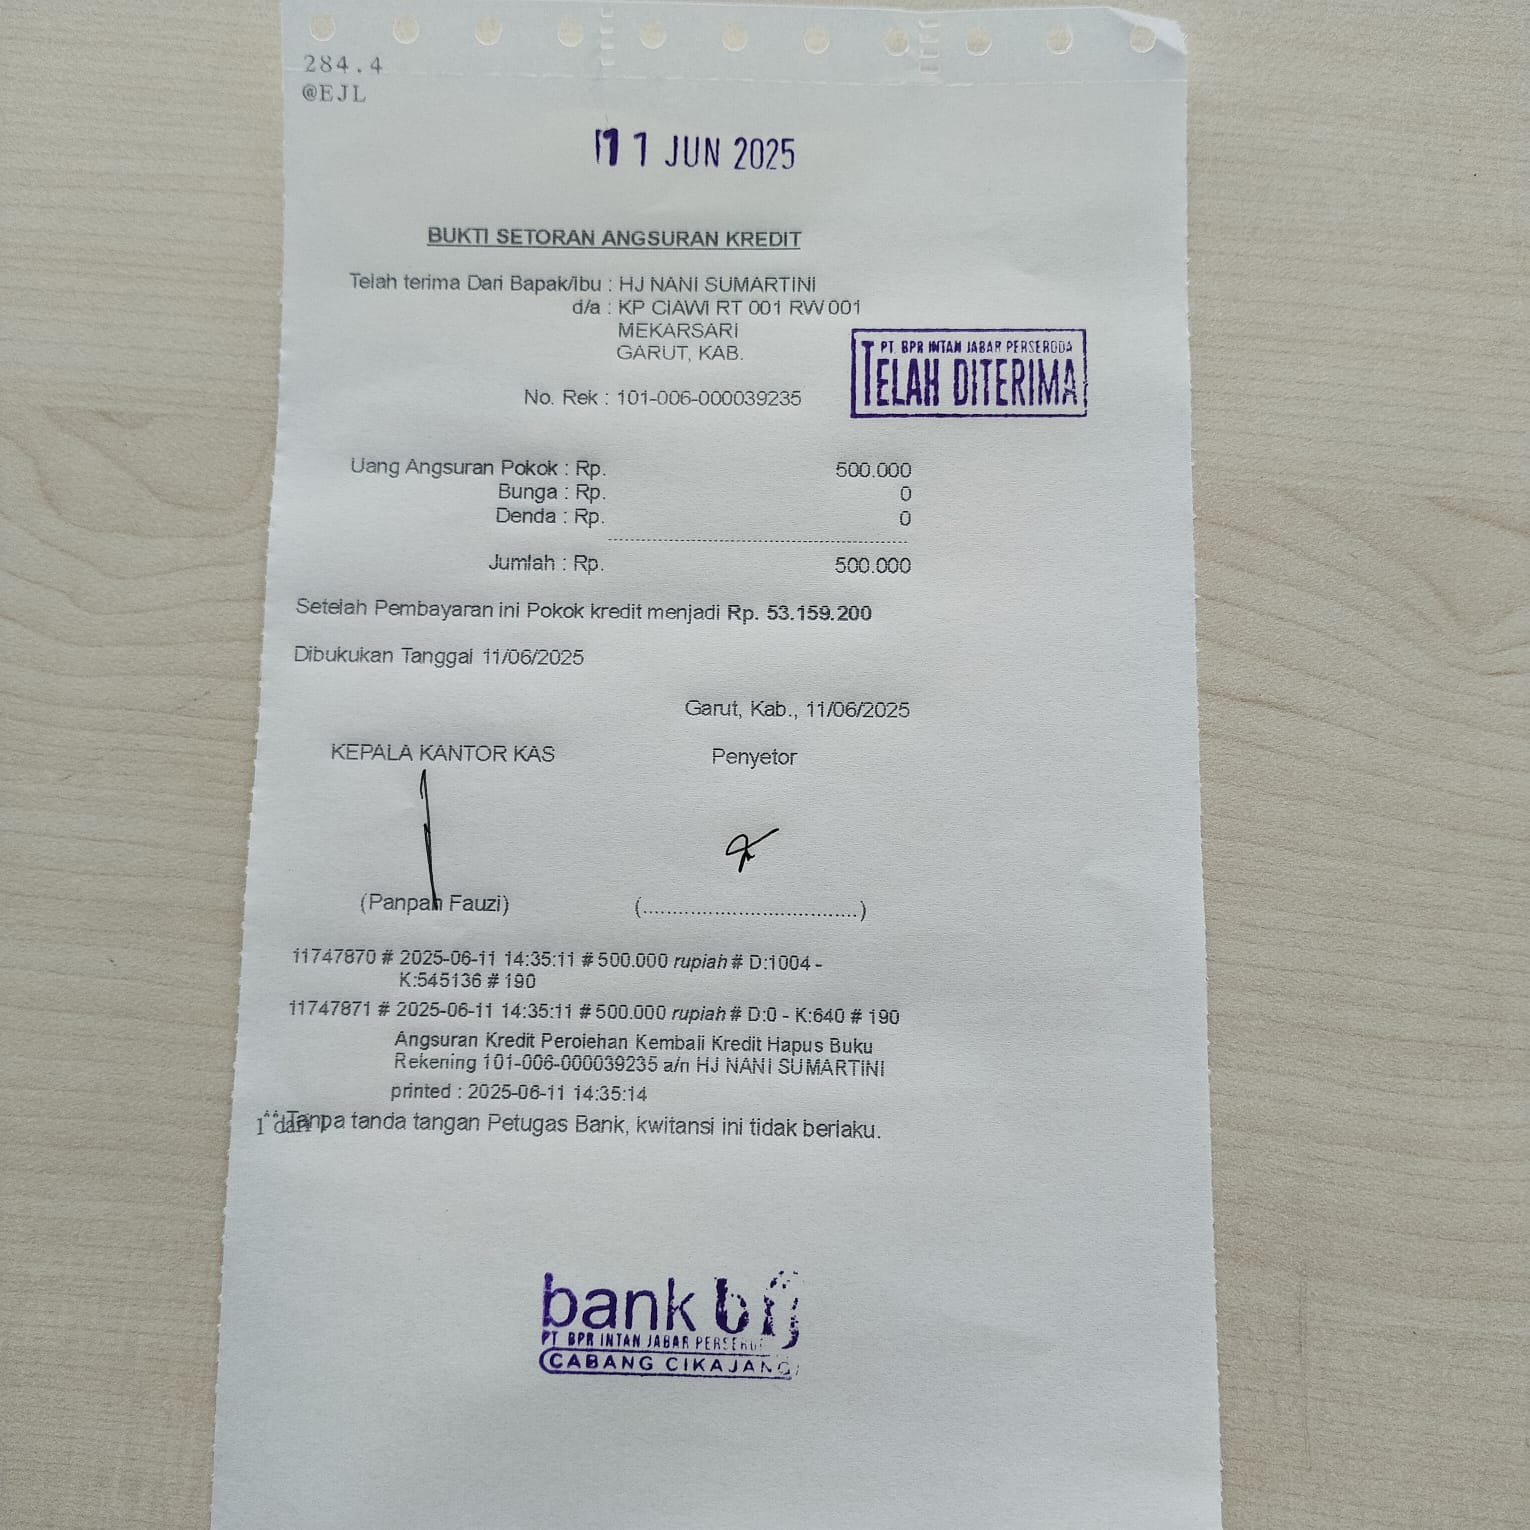 284.4
@EJL
11 JUN 2025
BUKTI SETORAN ANGSURAN KREDIT
Telah terima Dari Bapak/Ibu : HJ NANI SUMARTINI
d/a : KP CIAWI RT 001 RW 001
MEKARSARI
GARUT, KAB.
PT. BPR INTAN JABAR PERSERODA
TELAH DITERIMA
No. Rek : 101-006-000039235
Uang Angsuran Pokok : Rp. 500.000
Bunga : Rp. 0
Denda : Rp. 0
Jumlah : Rp. 500.000
Setelah Pembayaran ini Pokok kredit menjadi Rp. 53.159.200
Dibukukan Tanggal 11/06/2025
Garut, Kab., 11/06/2025
KEPALA KANTOR KAS Penyetor
(Panpan Fauzi) (....................................)
11747870 # 2025-06-11 14:35:11 # 500.000 rupiah # D:1004 -
K:545136 # 190
11747871 # 2025-06-11 14:35:11 # 500.000 rupiah # D:0 - K:640 # 190
Angsuran Kredit Perolehan Kembali Kredit Hapus Buku
Rekening 101-006-000039235 a/n HJ NANI SUMARTINI
printed : 2025-06-11 14:35:14
**Tanpa tanda tangan Petugas Bank, kwitansi ini tidak berlaku.
1 dari
bank bij
PT BPR INTAN JABAR PERSERODA
CABANG CIKAJANG